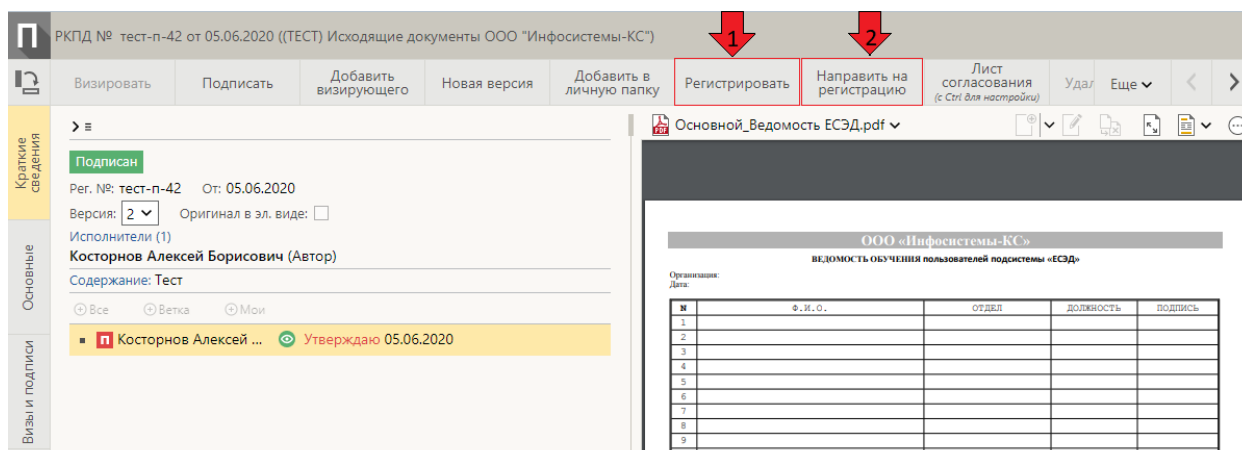 П
РКПД № тест-п-42 от 05.06.2020 ((ТЕСТ) Исходящие документы ООО "Инфосистемы-КС")
1
2
Визировать
Подписать
Добавить
визирующего
Новая версия
Добавить в
личную папку
Регистрировать
Направить на
регистрацию
Лист
согласования
(с Ctrl для настройки)
Удал
Еще
Краткие
сведения
Основные
Визы и подписи
Подписан
Рег. №: тест-п-42 От: 05.06.2020
Версия: 2 Оригинал в эл. виде:
Исполнители (1)
Косторнов Алексей Борисович (Автор)
Содержание: Тест
Все Ветка Мои
П Косторнов Алексей ... Утверждаю 05.06.2020
PDF
Основной_Ведомость ЕСЭД.pdf
ООО «Инфосистемы-КС»
ВЕДОМОСТЬ ОБУЧЕНИЯ пользователей подсистемы «ЕСЭД»
Организация:
Дата:
N Ф.И.О. ОТДЕЛ ДОЛЖНОСТЬ ПОДПИСЬ
1
2
3
4
5
6
7
8
9